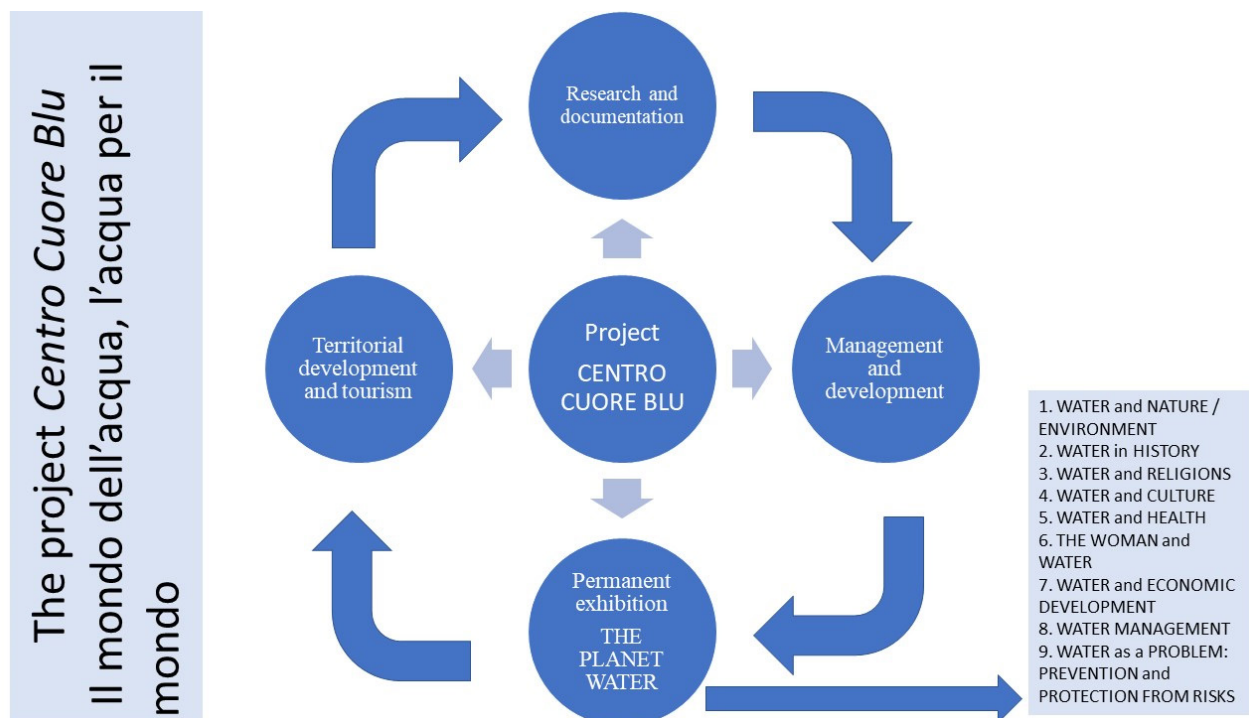 The project Centro Cuore Blu
Il mondo dell’acqua, l’acqua per il
mondo
Research and
documentation
Territorial
development
and tourism
Project
CENTRO
CUORE BLU
Management
and
development
Permanent
exhibition
THE
PLANET
WATER
1. WATER and NATURE /
ENVIRONMENT
2. WATER in HISTORY
3. WATER and RELIGIONS
4. WATER and CULTURE
5. WATER and HEALTH
6. THE WOMAN and
WATER
7. WATER and ECONOMIC
DEVELOPMENT
8. WATER MANAGEMENT
9. WATER as a PROBLEM:
PREVENTION and
PROTECTION FROM RISKS